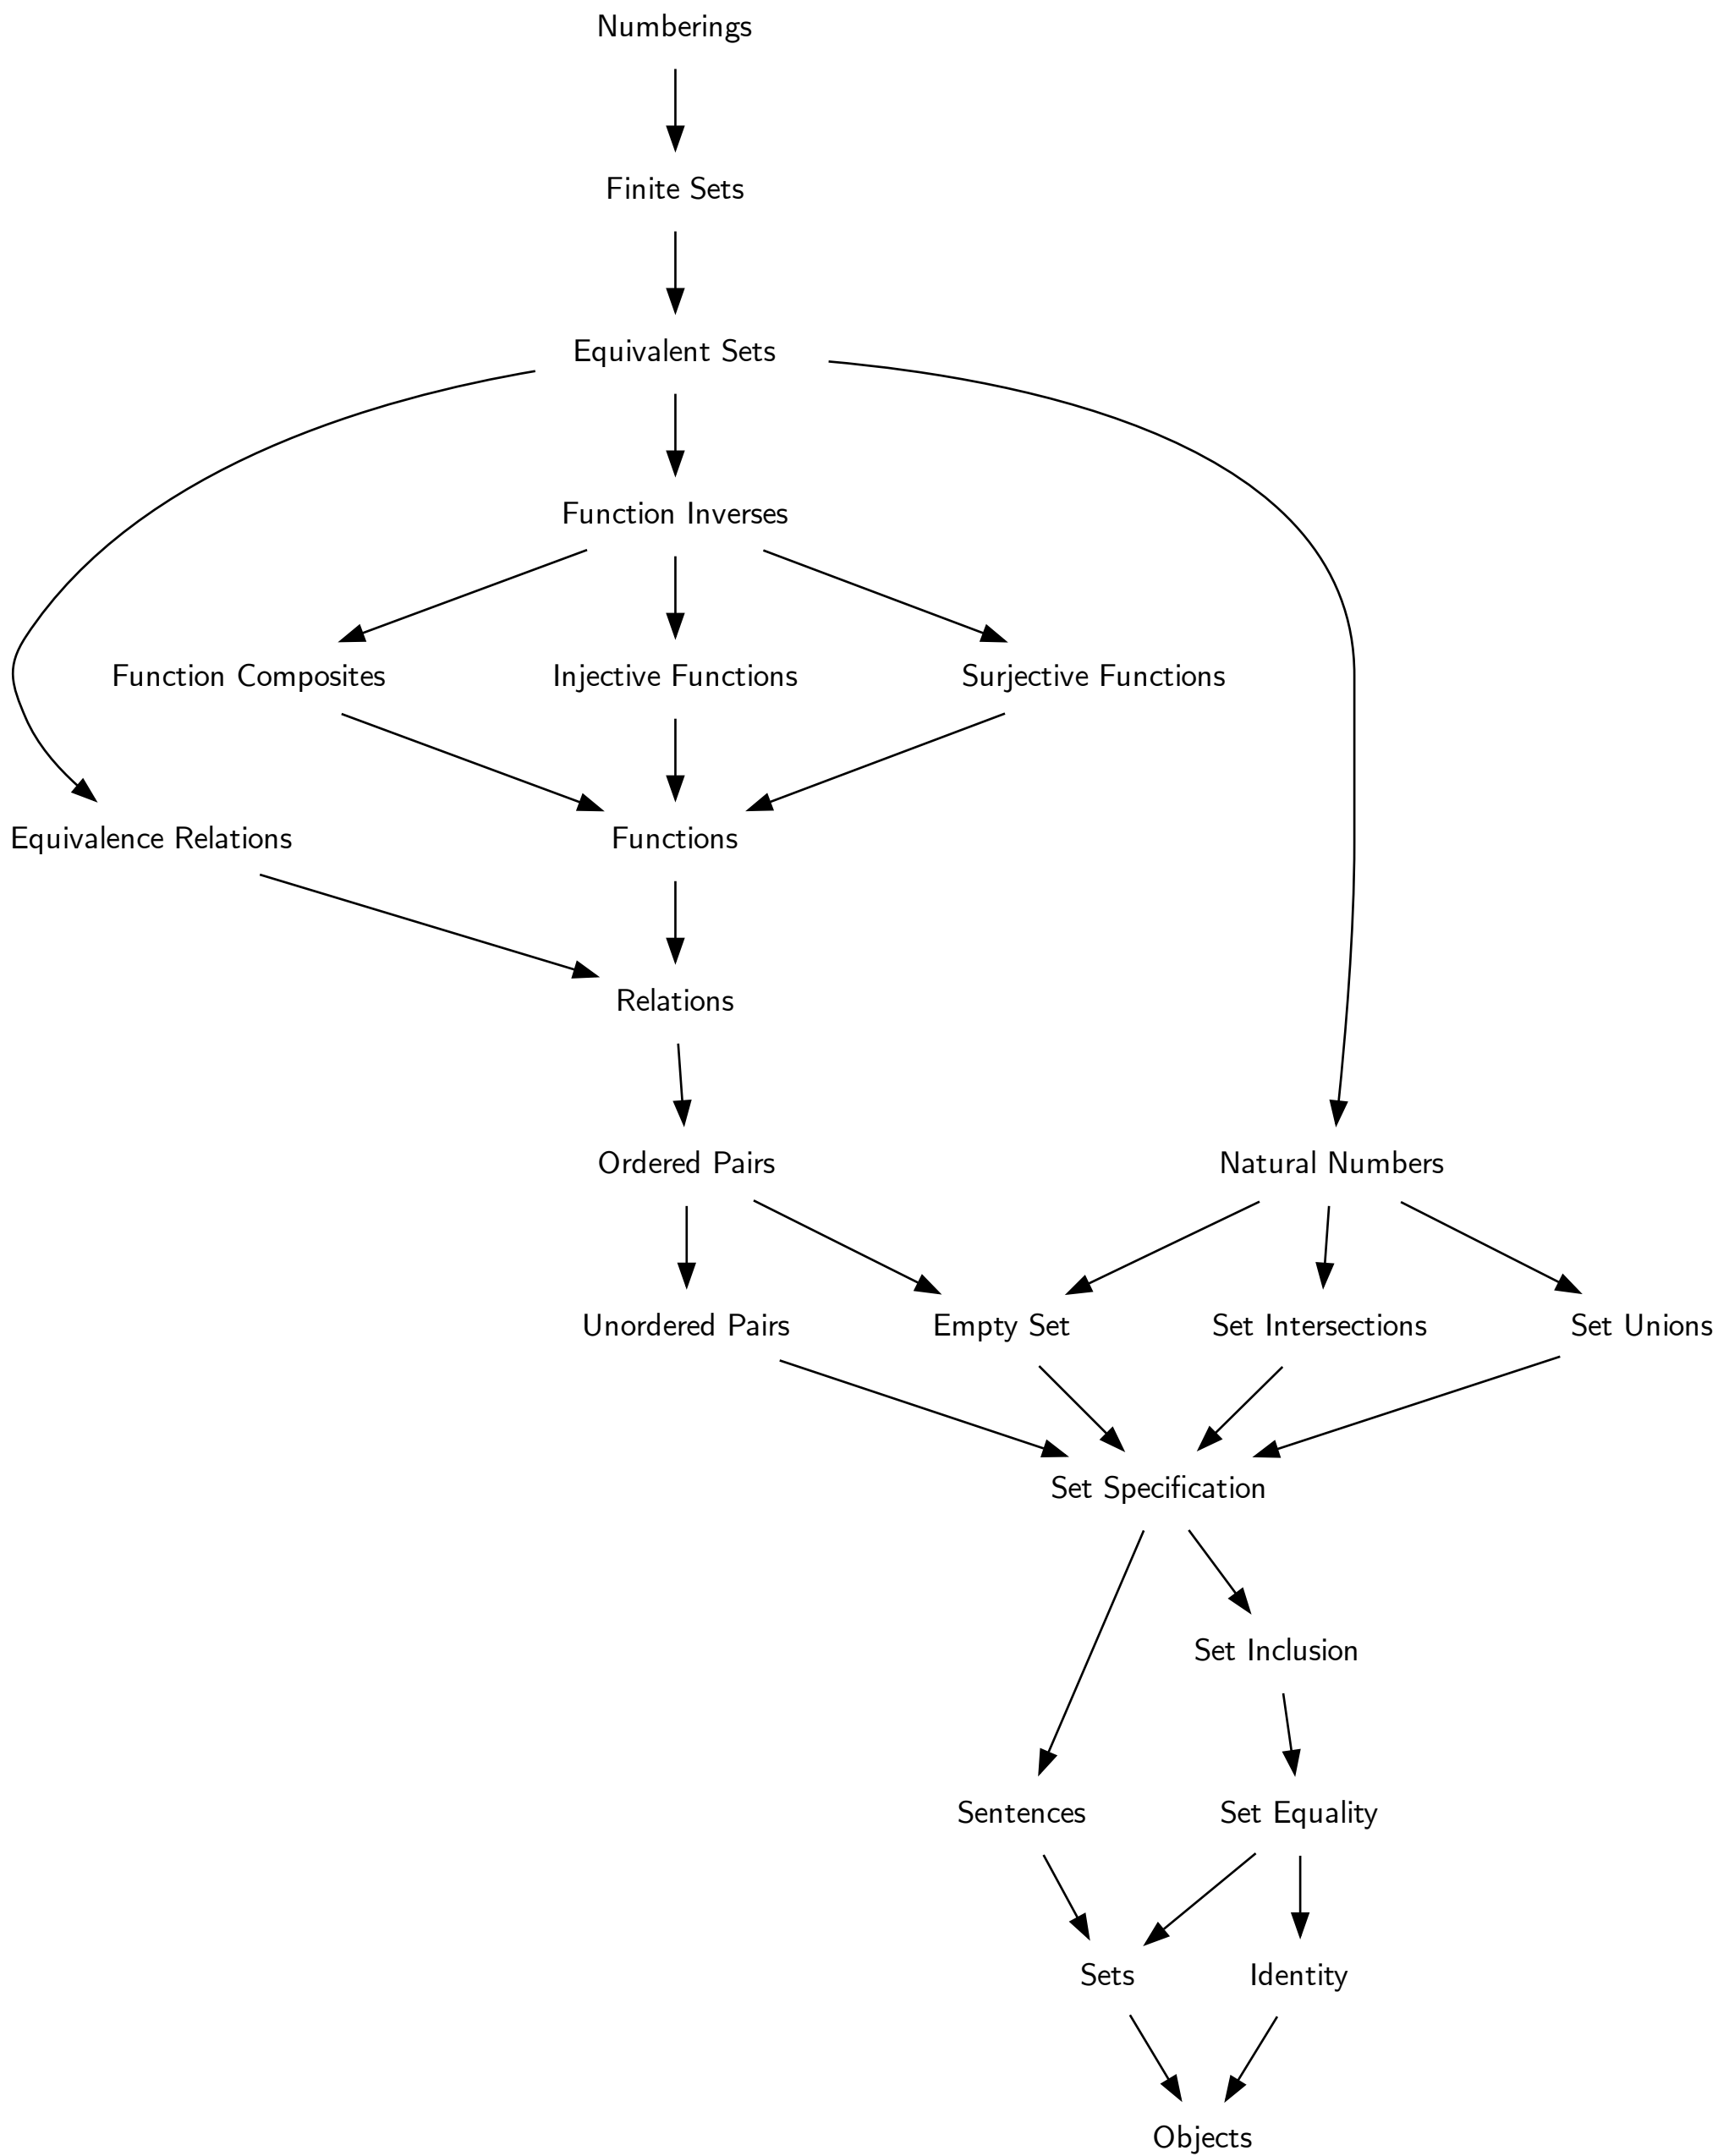 Numberings
Finite Sets
Equivalent Sets
Function Inverses
Function Composites
Injective Functions
Surjective Functions
Equivalence Relations
Functions
Relations
Ordered Pairs
Natural Numbers
Unordered Pairs
Empty Set
Set Intersections
Set Unions
Set Specification
Set Inclusion
Sentences
Set Equality
Sets
Identity
Objects